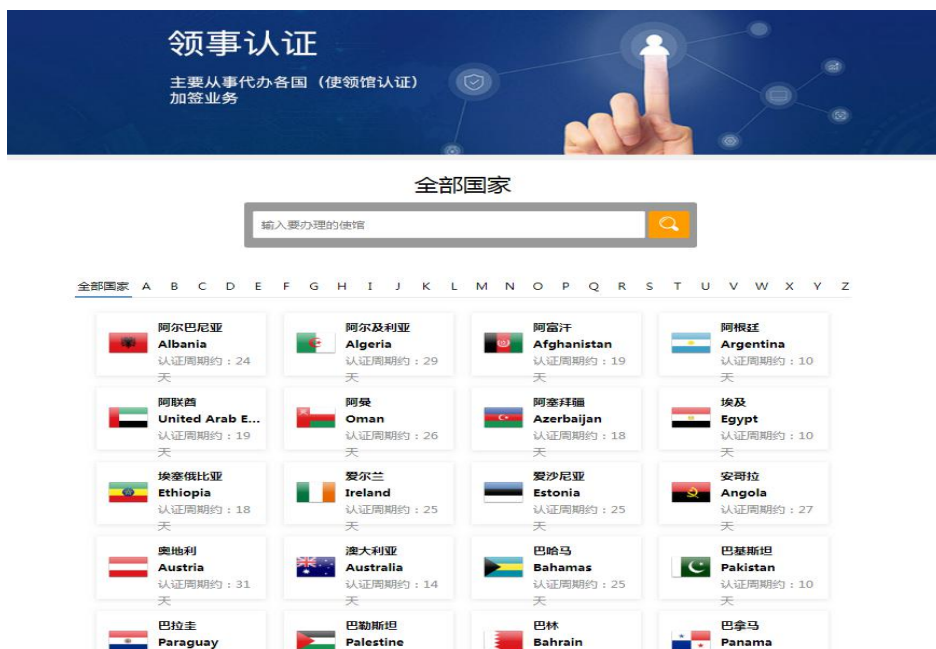 领事认证
主要从事代办各国（使领馆认证）
加签业务
全部国家
输入要办理的使馆
全部国家 A B C D E F G H I J K L M N O P Q R S T U V W X Y Z
阿尔巴尼亚
Albania
认证周期约：24
天
阿尔及利亚
Algeria
认证周期约：29
天
阿富汗
Afghanistan
认证周期约：19
天
阿根廷
Argentina
认证周期约：10
天
阿联酋
United Arab E...
认证周期约：19
天
阿曼
Oman
认证周期约：26
天
阿塞拜疆
Azerbaijan
认证周期约：18
天
埃及
Egypt
认证周期约：10
天
埃塞俄比亚
Ethiopia
认证周期约：18
天
爱尔兰
Ireland
认证周期约：25
天
爱沙尼亚
Estonia
认证周期约：25
天
安哥拉
Angola
认证周期约：27
天
奥地利
Austria
认证周期约：31
天
澳大利亚
Australia
认证周期约：14
天
巴哈马
Bahamas
认证周期约：25
天
巴基斯坦
Pakistan
认证周期约：10
天
巴拉圭
Paraguay
巴勒斯坦
Palestine
巴林
Bahrain
巴拿马
Panama